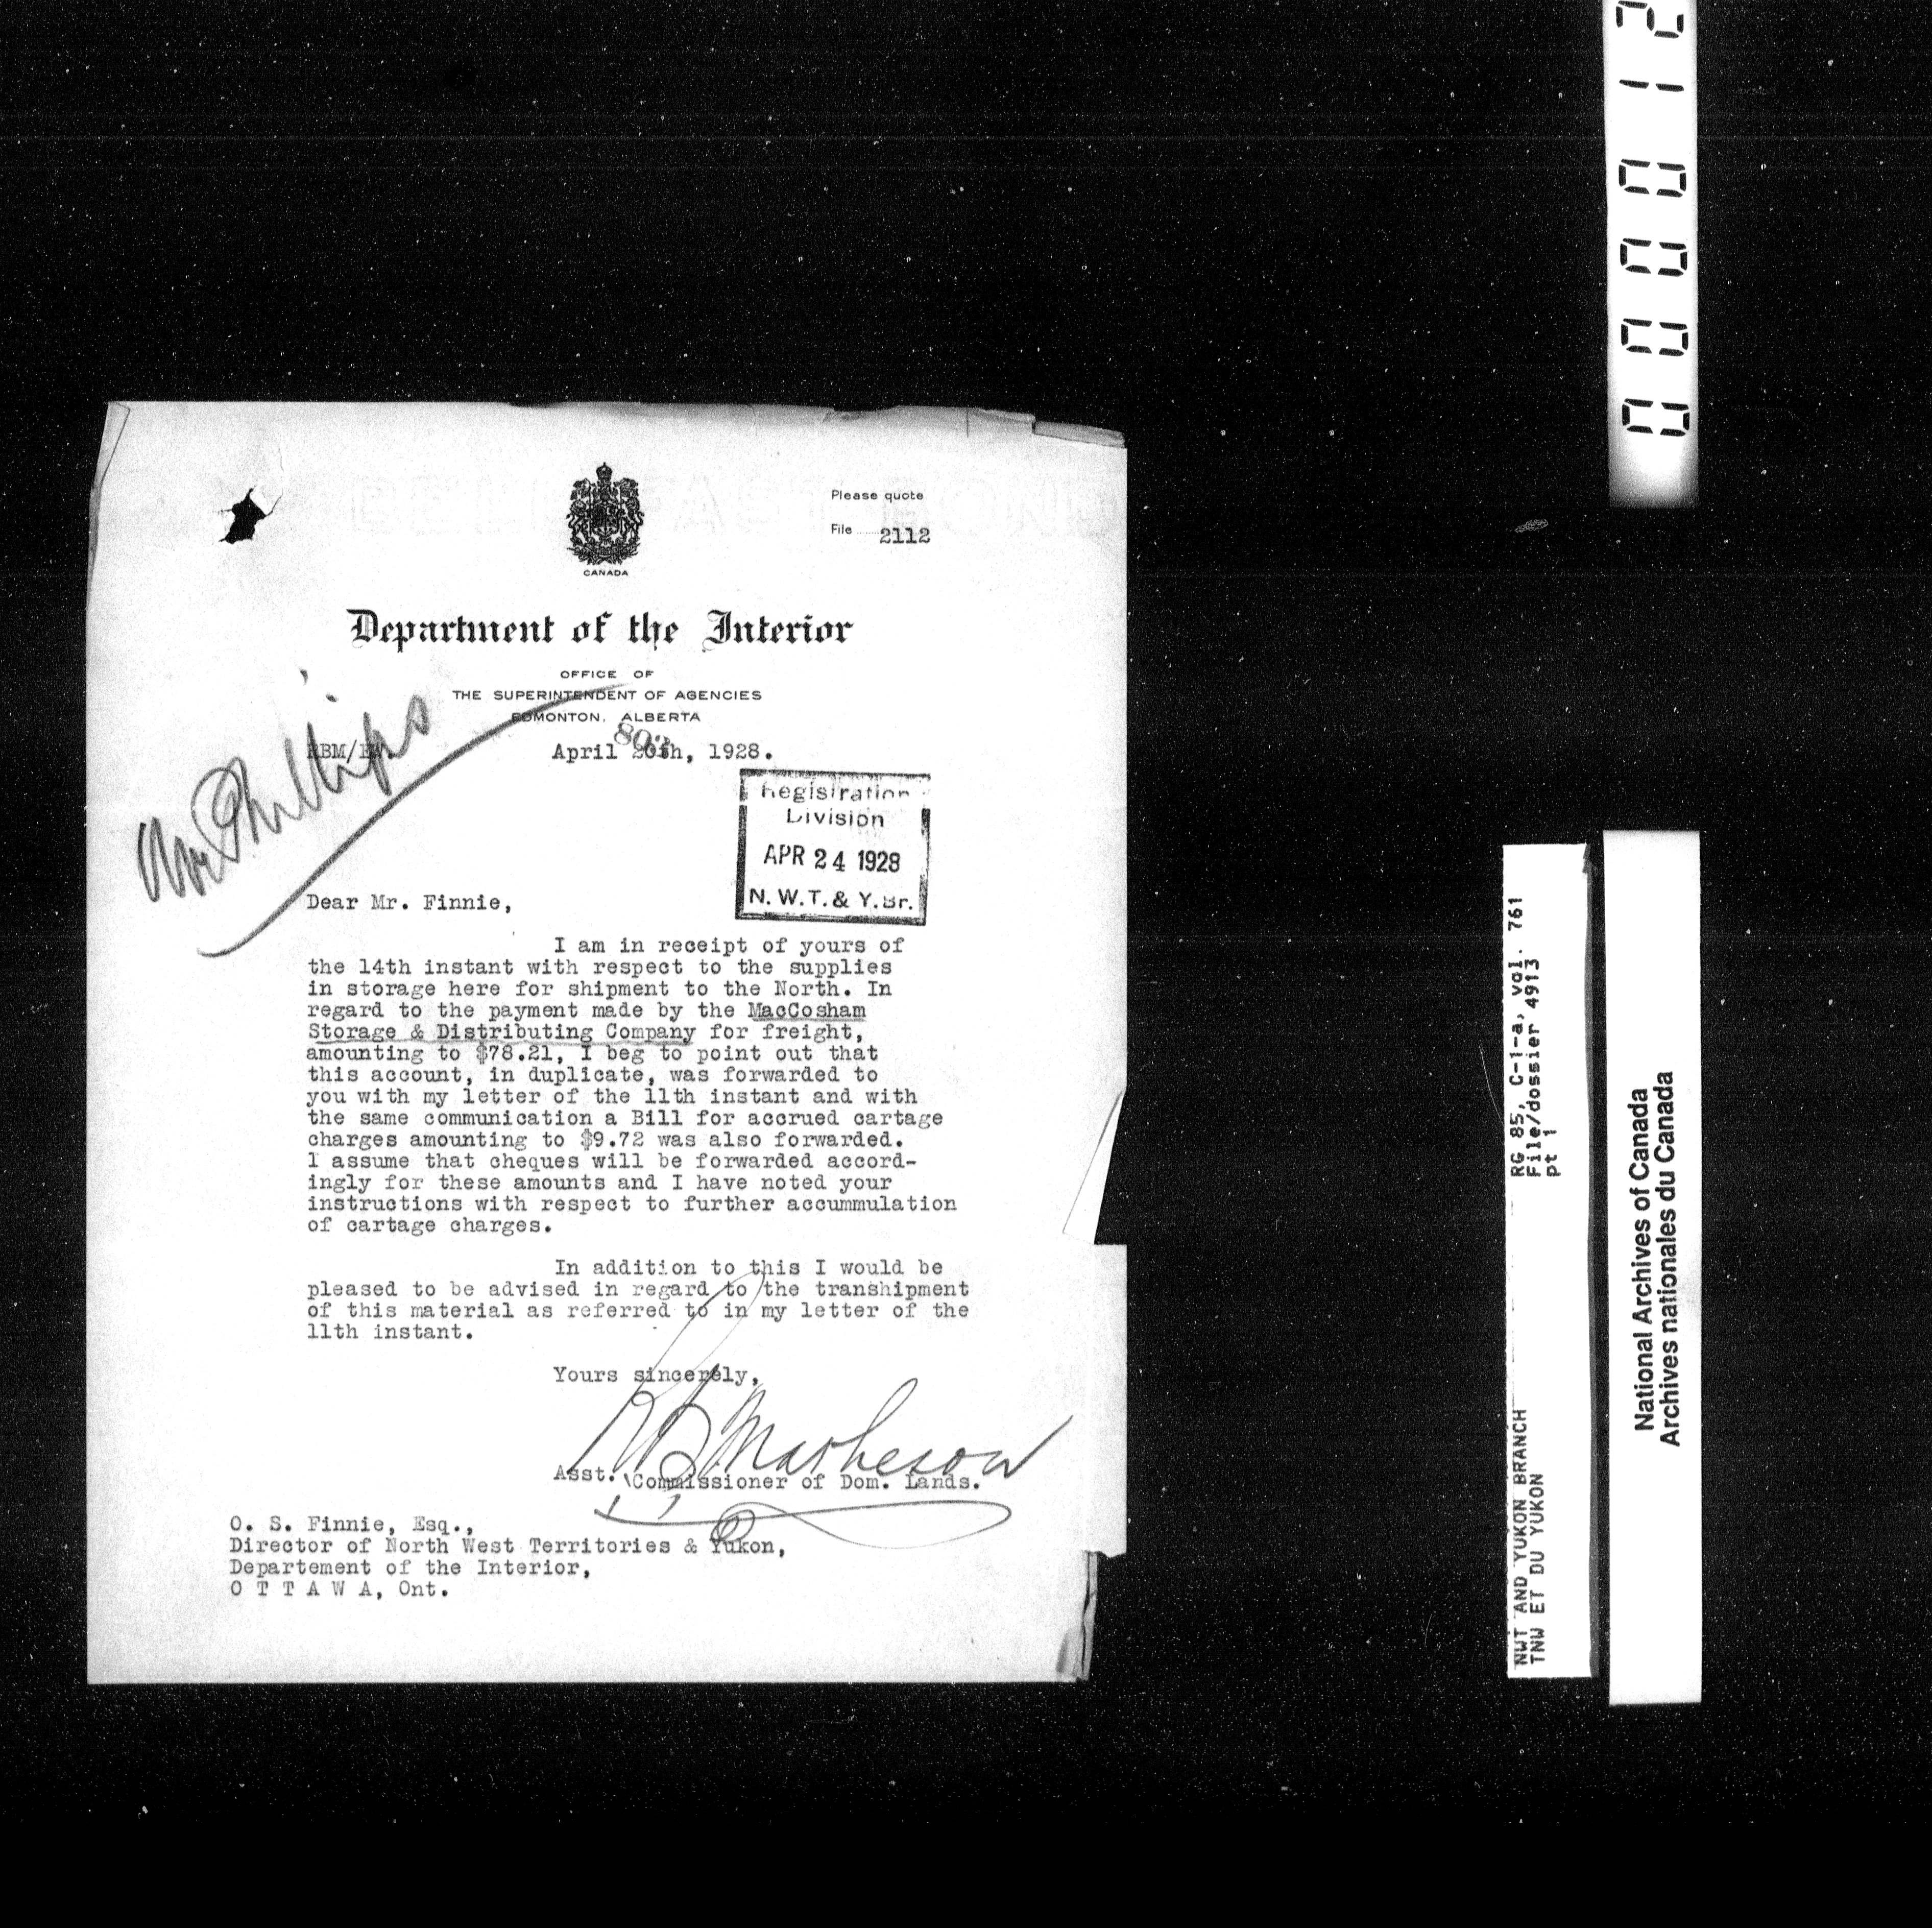 Please quote
File 2112
CANADA
Department of the Interior
OFFICE OF
THE SUPERINTENDENT OF AGENCIES
EDMONTON, ALBERTA
Mr Phillips
RBM/EW.
April 20th, 1928.
Registration
Division
APR 24 1928
N. W. T. & Y. Br.
Dear Mr. Finnie,
I am in receipt of yours of
the 14th instant with respect to the supplies
in storage here for shipment to the North. In
regard to the payment made by the MacCosham
Storage & Distributing Company for freight,
amounting to $78.21, I beg to point out that
this account, in duplicate, was forwarded to
you with my letter of the 11th instant and with
the same communication a Bill for accrued cartage
charges amounting to $9.72 was also forwarded.
I assume that cheques will be forwarded accord-
ingly for these amounts and I have noted your
instructions with respect to further accummulation
of cartage charges.
In addition to this I would be
pleased to be advised in regard to the transhipment
of this material as referred to in my letter of the
11th instant.
Yours sincerely,
RB Matheson
Asst. Commissioner of Dom. Lands.
O. S. Finnie, Esq.,
Director of North West Territories & Yukon,
Departement of the Interior,
O T T A W A, Ont.
000012
RG 85, C-1-a, vol. 761
File/dossier 4913
pt 1
NWT AND YUKON BRANCH
TNW ET DU YUKON
National Archives of Canada
Archives nationales du Canada